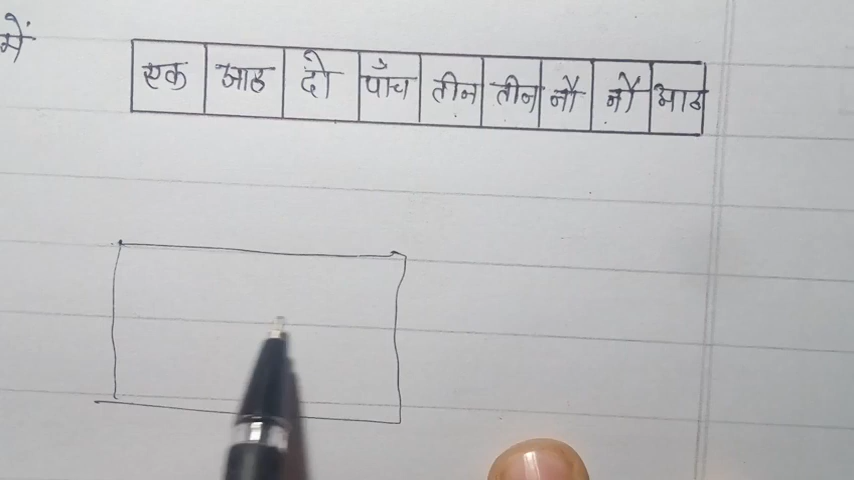 में
एक आठ दो पाँच तीन तीन नौ नौ आठ